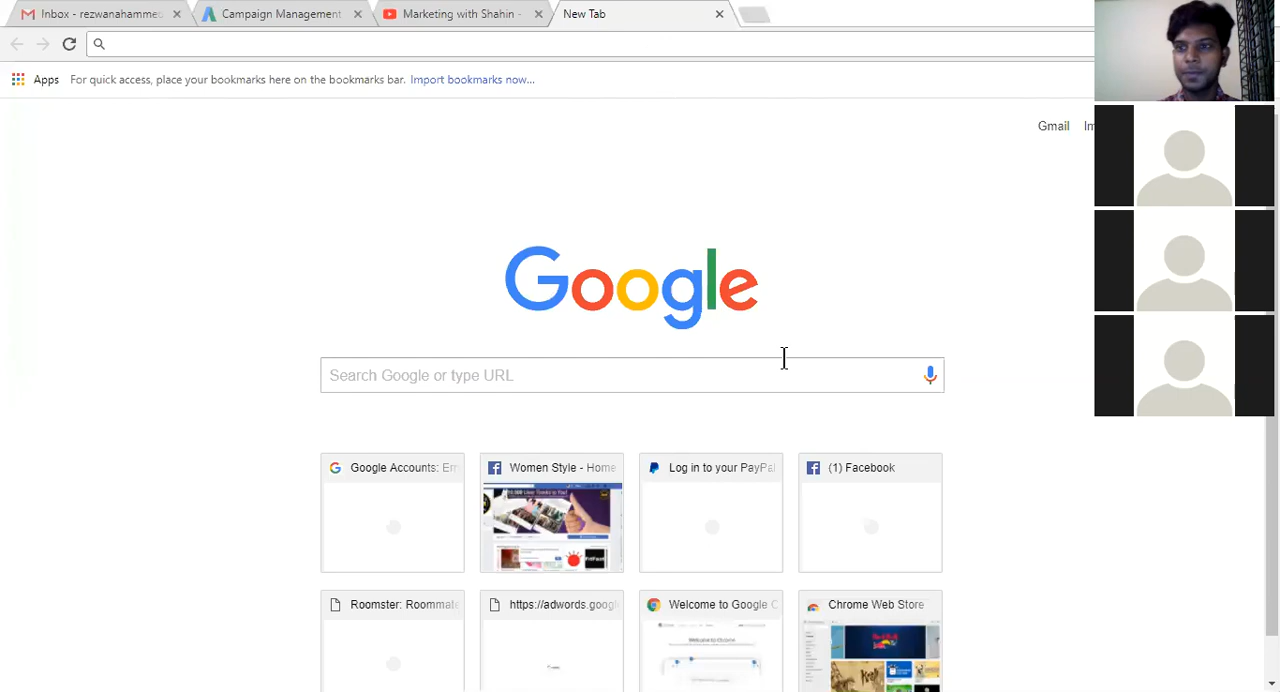 Inbox - rezwanahammed
Campaign Management
Marketing with Shahin -
New Tab
Apps For quick access, place your bookmarks here on the bookmarks bar. Import bookmarks now...
Gmail
Google
Search Google or type URL
Google Accounts: Err
Women Style - Home
Log in to your PayPal
(1) Facebook
Roomster: Roommate
https://adwords.googl
Welcome to Google C
Chrome Web Store